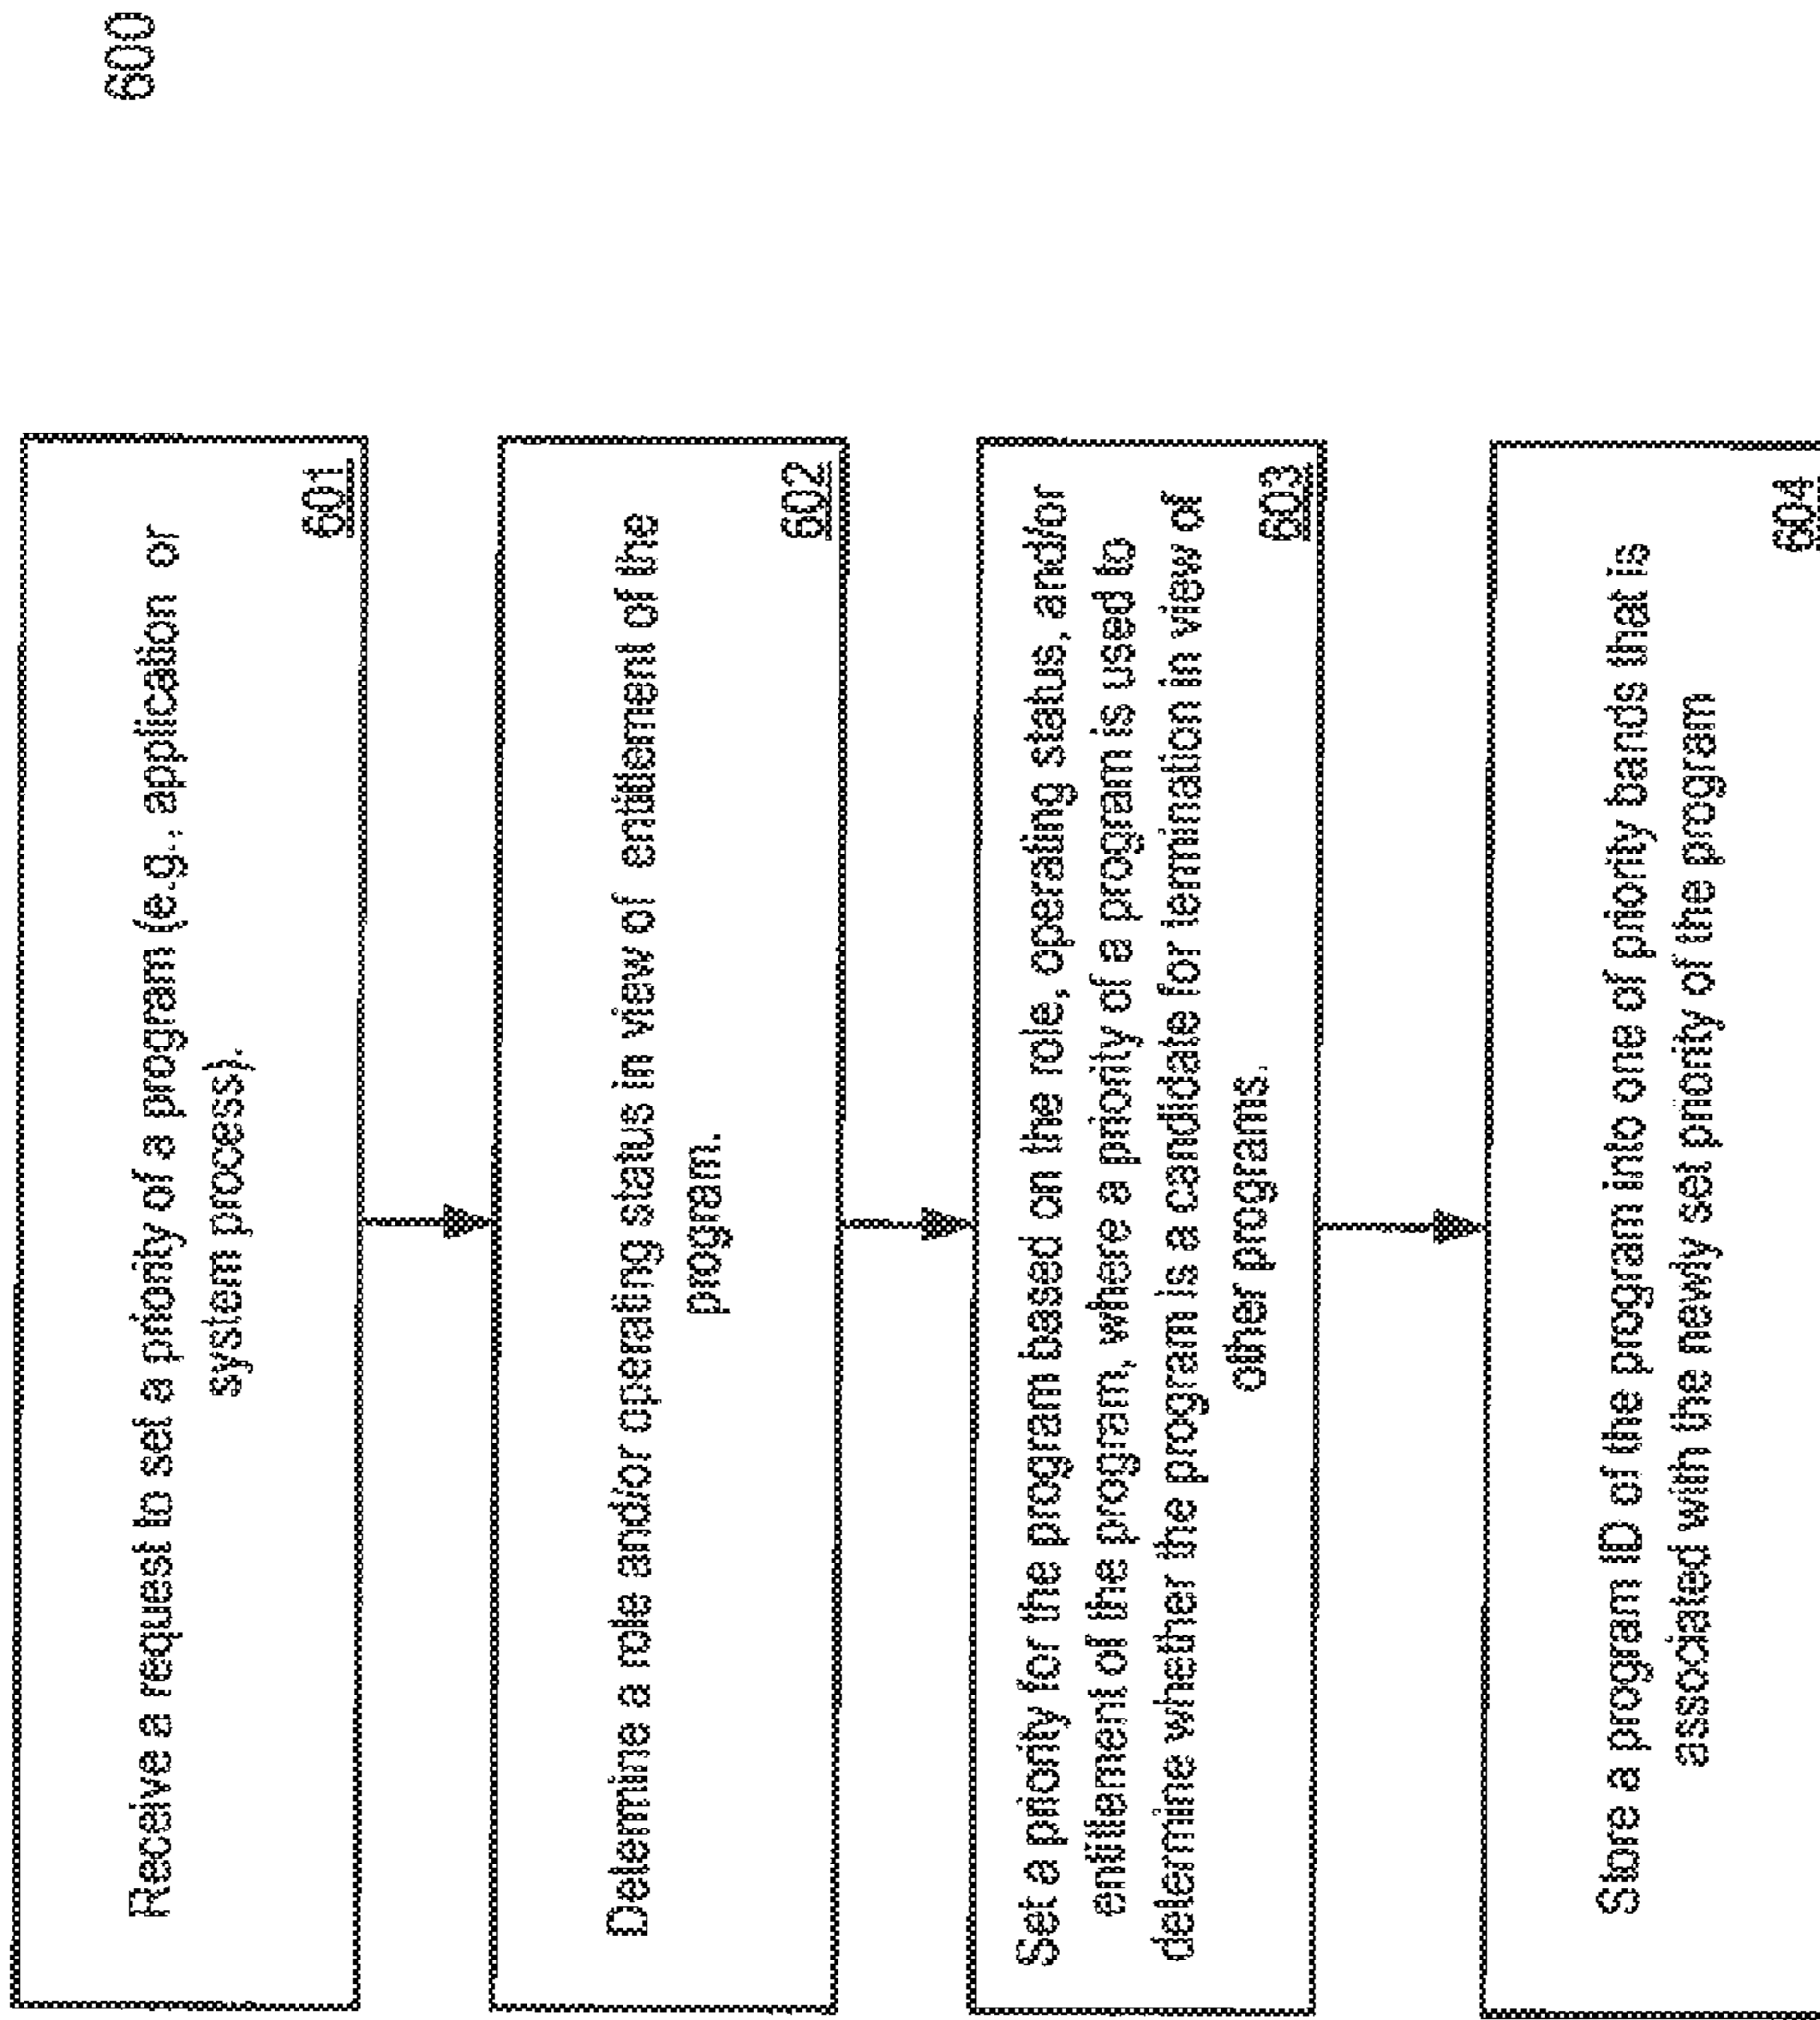 600
Receive a request to set a priority of a program (e.g., application or
system process).
601
Determine a role and/or operating status in view of entitlement of the
program.
602
Set a priority for the program based on the role, operating status, and/or
entitlement of the program, where a priority of a program is used to
determine whether the program is a candidate for termination in view of
other programs.
603
Store a program ID of the program into one of priority bands that is
associated with the newly set priority of the program
604